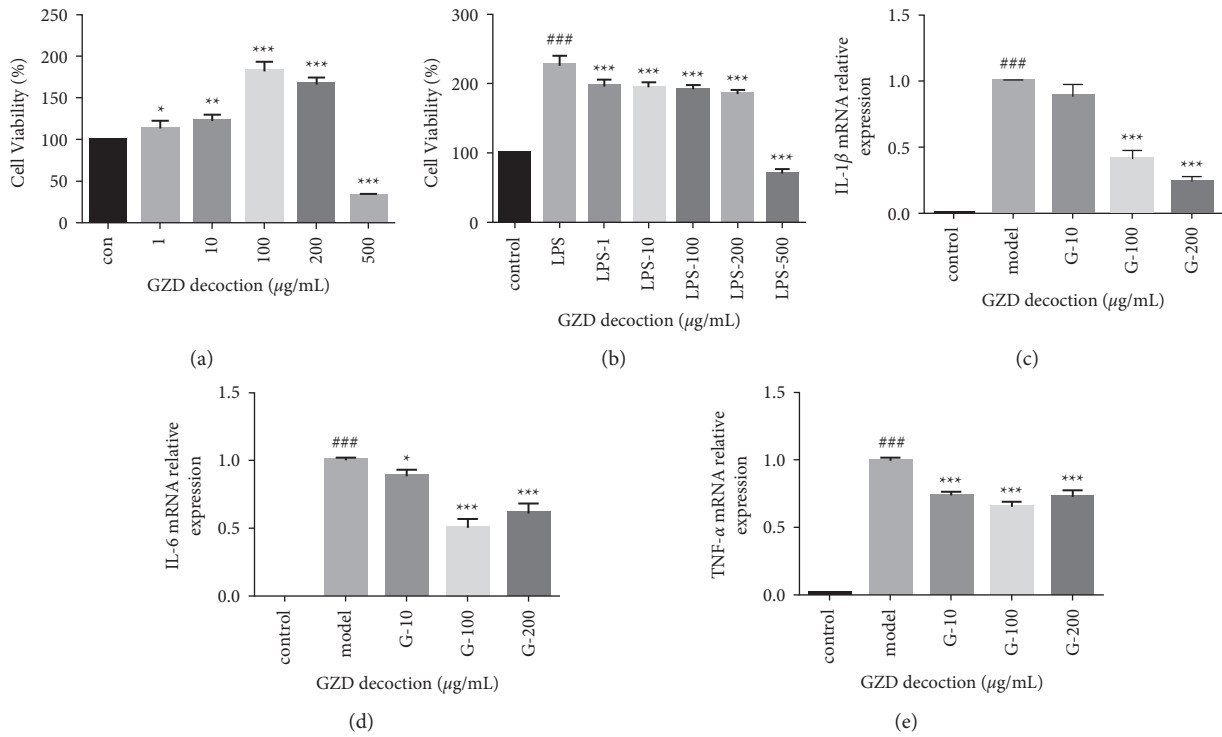 Cell Viability (%)
250
200
150
100
50
0
*
**
***
***
***
con
1
10
100
200
500
GZD decoction (μg/mL)
(a)
Cell Viability (%)
300
200
100
0
###
***
***
***
***
***
control
LPS
LPS-1
LPS-10
LPS-100
LPS-200
LPS-500
GZD decoction (μg/mL)
(b)
IL-1β mRNA relative
expression
1.5
1.0
0.5
0.0
###
***
***
control
model
G-10
G-100
G-200
GZD decoction (μg/mL)
(c)
IL-6 mRNA relative
expression
1.5
1.0
0.5
0.0
###
*
***
***
control
model
G-10
G-100
G-200
GZD decoction (μg/mL)
(d)
TNF-α mRNA relative
expression
1.5
1.0
0.5
0.0
###
***
***
***
control
model
G-10
G-100
G-200
GZD decoction (μg/mL)
(e)